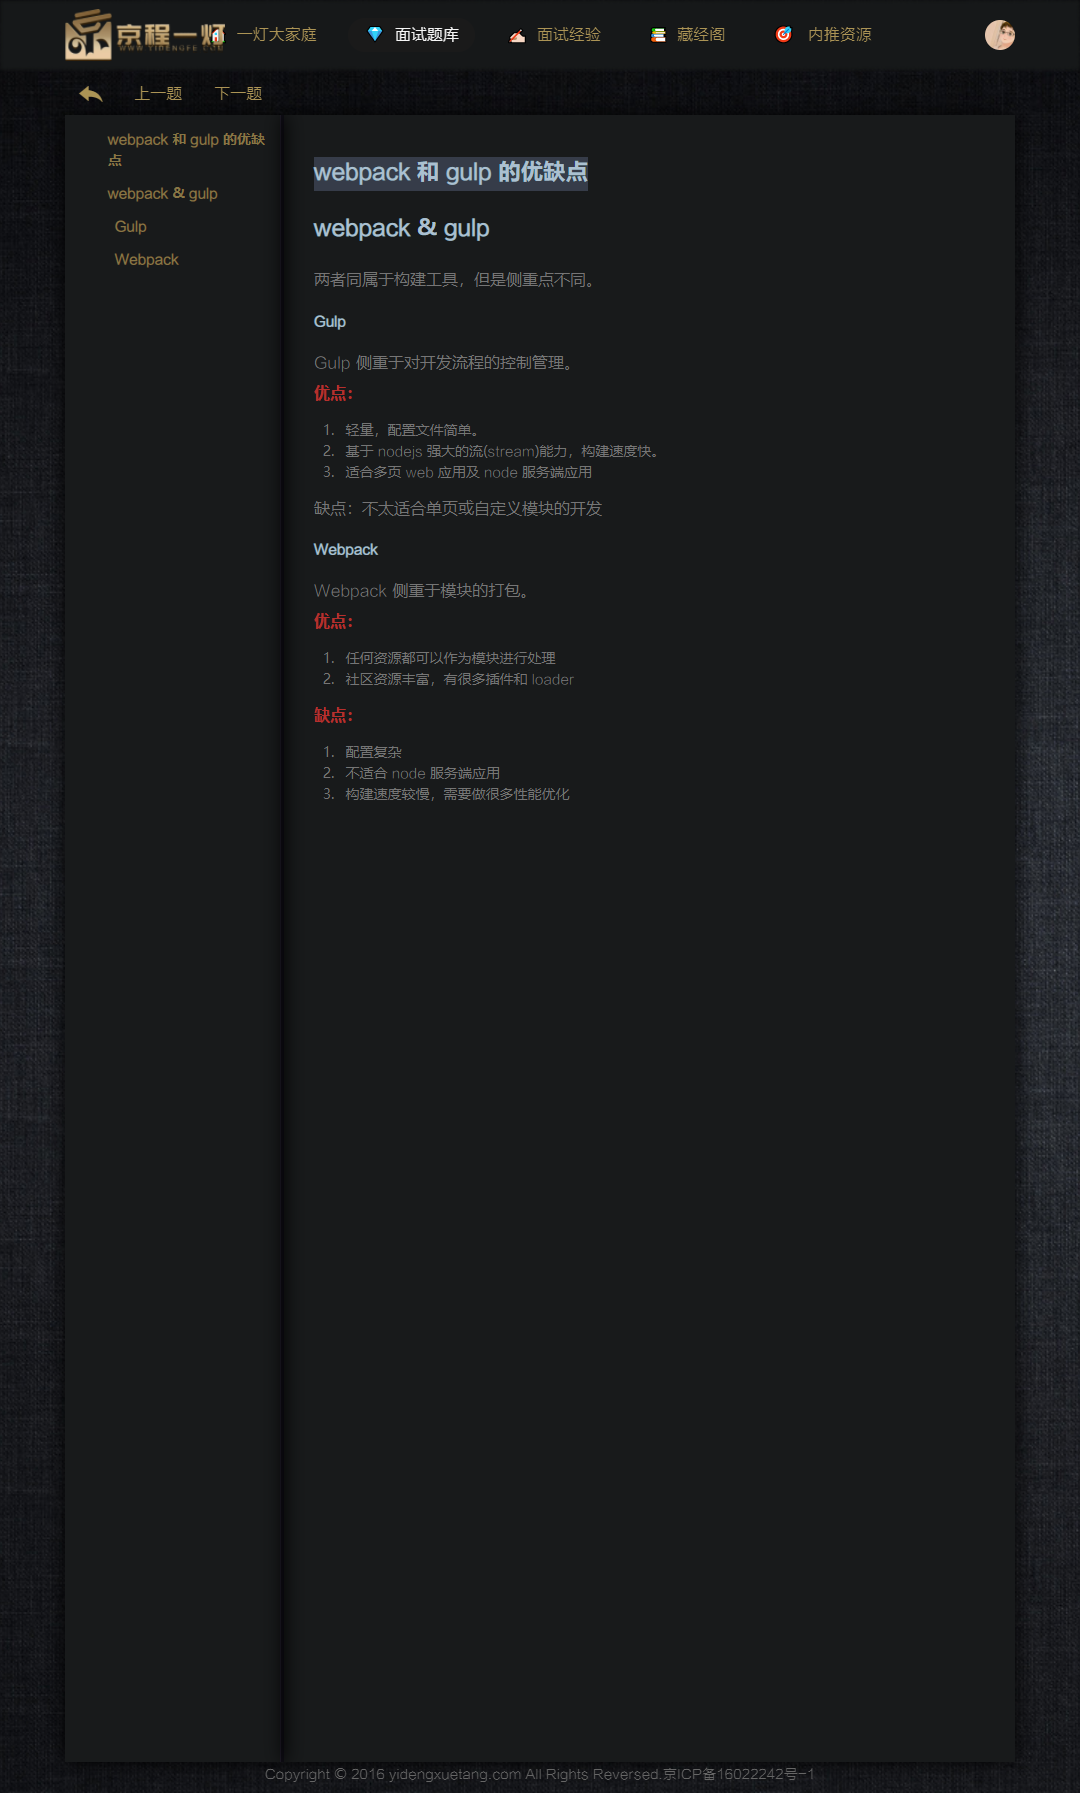 京程一灯
WWW.YIDENGFE.COM
一灯大家庭
面试题库
面试经验
藏经阁
内推资源
上一题
下一题
webpack 和 gulp 的优缺
点
webpack & gulp
Gulp
Webpack
webpack 和 gulp 的优缺点
webpack & gulp
两者同属于构建工具，但是侧重点不同。
Gulp
Gulp 侧重于对开发流程的控制管理。
优点：
1. 轻量，配置文件简单。
2. 基于 nodejs 强大的流(stream)能力，构建速度快。
3. 适合多页 web 应用及 node 服务端应用
缺点：不太适合单页或自定义模块的开发
Webpack
Webpack 侧重于模块的打包。
优点：
1. 任何资源都可以作为模块进行处理
2. 社区资源丰富，有很多插件和 loader
缺点：
1. 配置复杂
2. 不适合 node 服务端应用
3. 构建速度较慢，需要做很多性能优化
Copyright © 2016 yidengxuetang.com All Rights Reversed.京ICP备16022242号-1